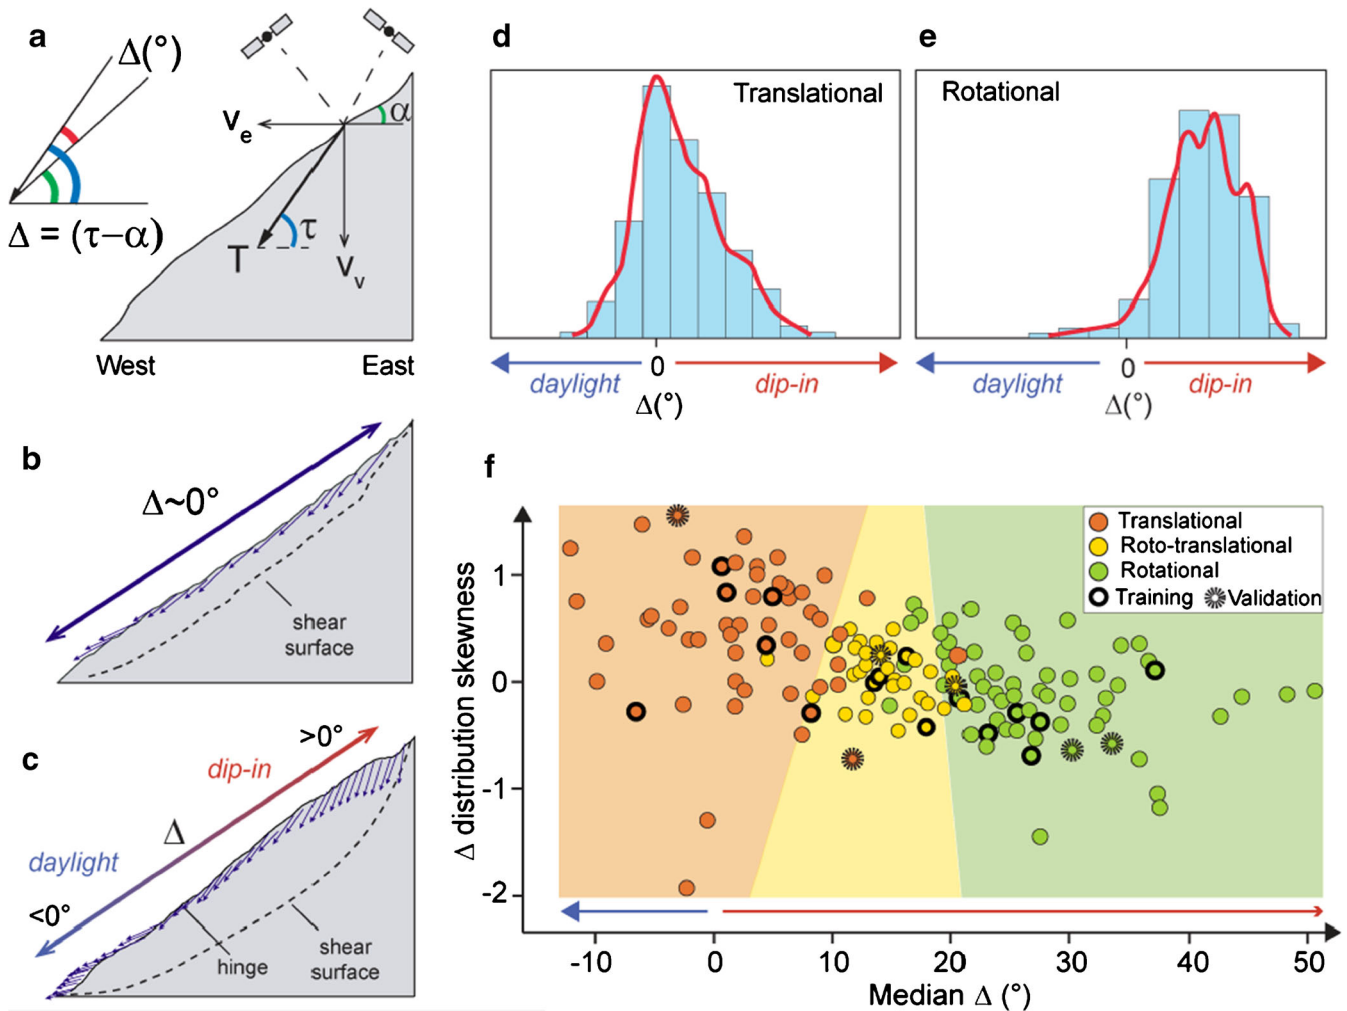 a
Δ(°)
Δ = (τ−α)
Ve
α
τ
T
Vv
West
East
b
Δ~0°
shear
surface
c
>0°
dip-in
Δ
daylight
<0°
hinge
shear
surface
d
Translational
daylight
0
dip-in
Δ(°)
e
Rotational
daylight
0
dip-in
Δ(°)
f
Translational
Roto-translational
Rotational
Training
Validation
Δ distribution skewness
1
0
-1
-2
-10
0
10
20
30
40
50
Median Δ (°)